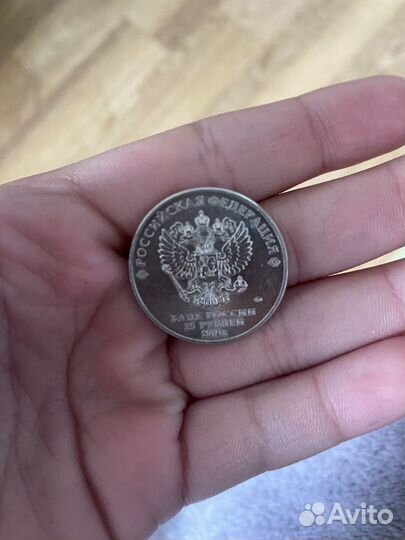 РОССИЙСКАЯ ФЕДЕРАЦИЯ
БАНК РОССИИ
25 РУБЛЕЙ
Avito